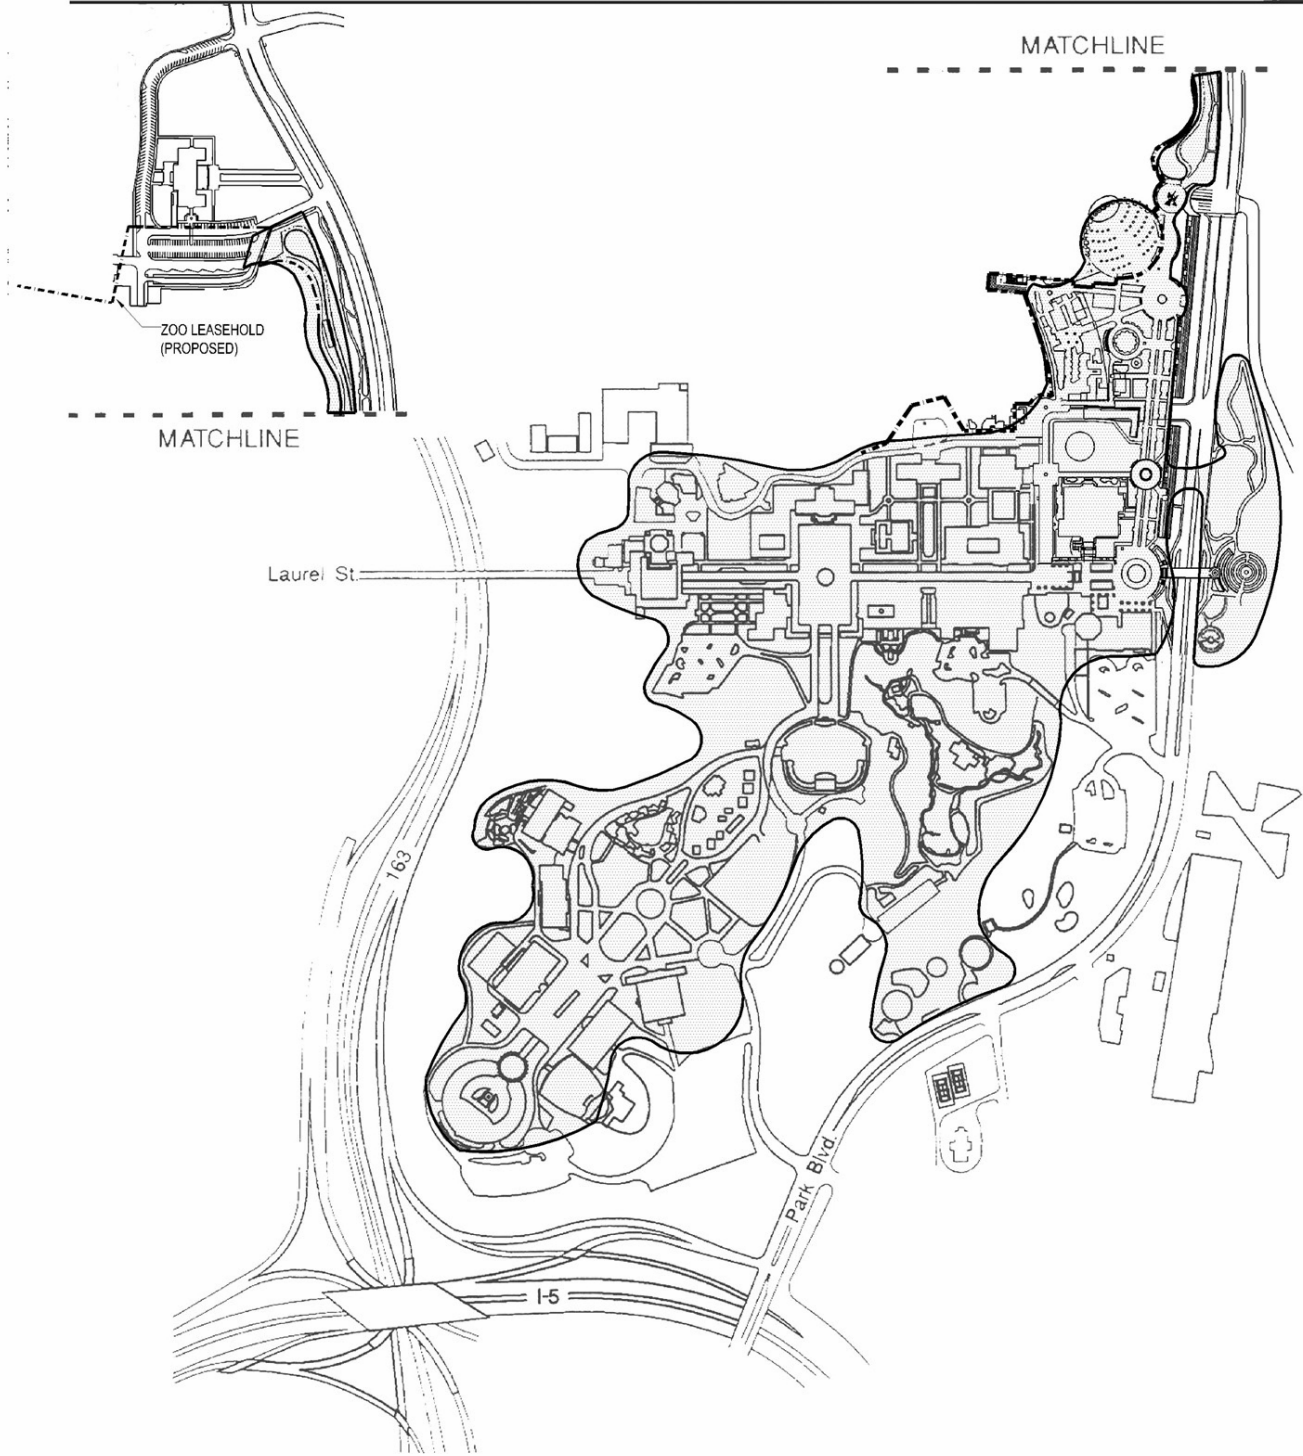 MATCHLINE
ZOO LEASEHOLD
(PROPOSED)
MATCHLINE
Laurel St.
163
Park Blvd.
I-5